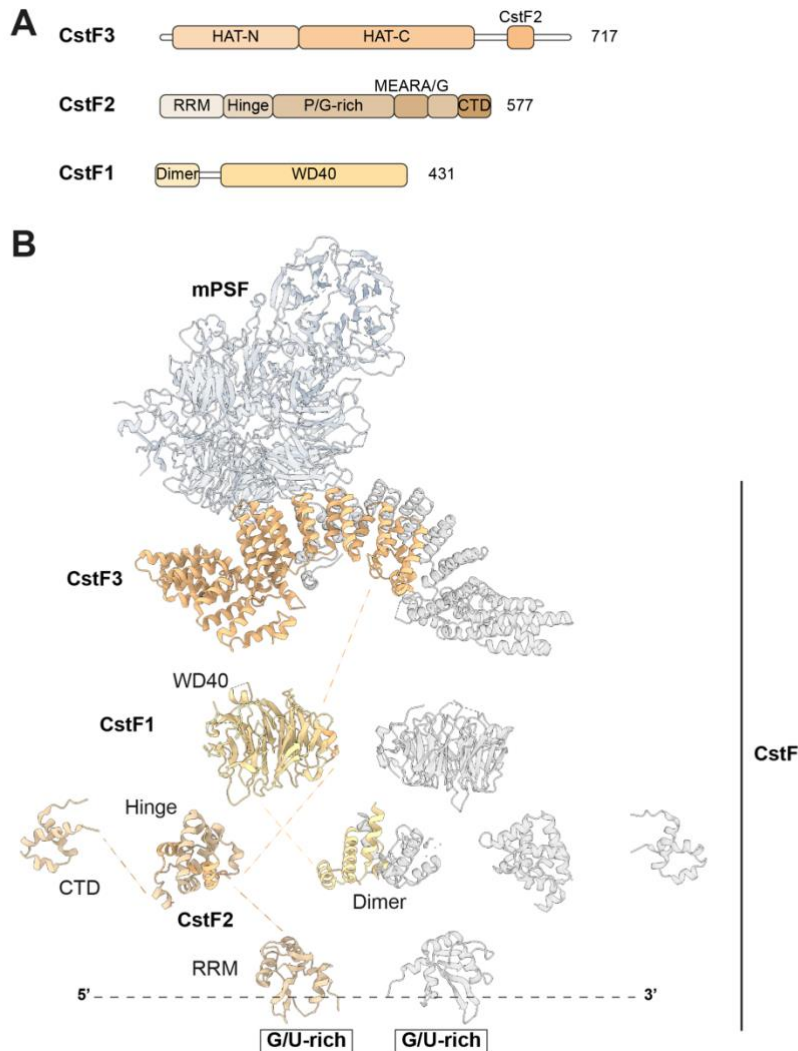 A
CstF3
HAT-N
HAT-C
CstF2
717
CstF2
RRM
Hinge
P/G-rich
MEARA/G
CTD
577
CstF1
Dimer
WD40
431
B
mPSF
CstF3
WD40
CstF1
CstF
Hinge
CTD
CstF2
Dimer
RRM
5’
3’
G/U-rich
G/U-rich